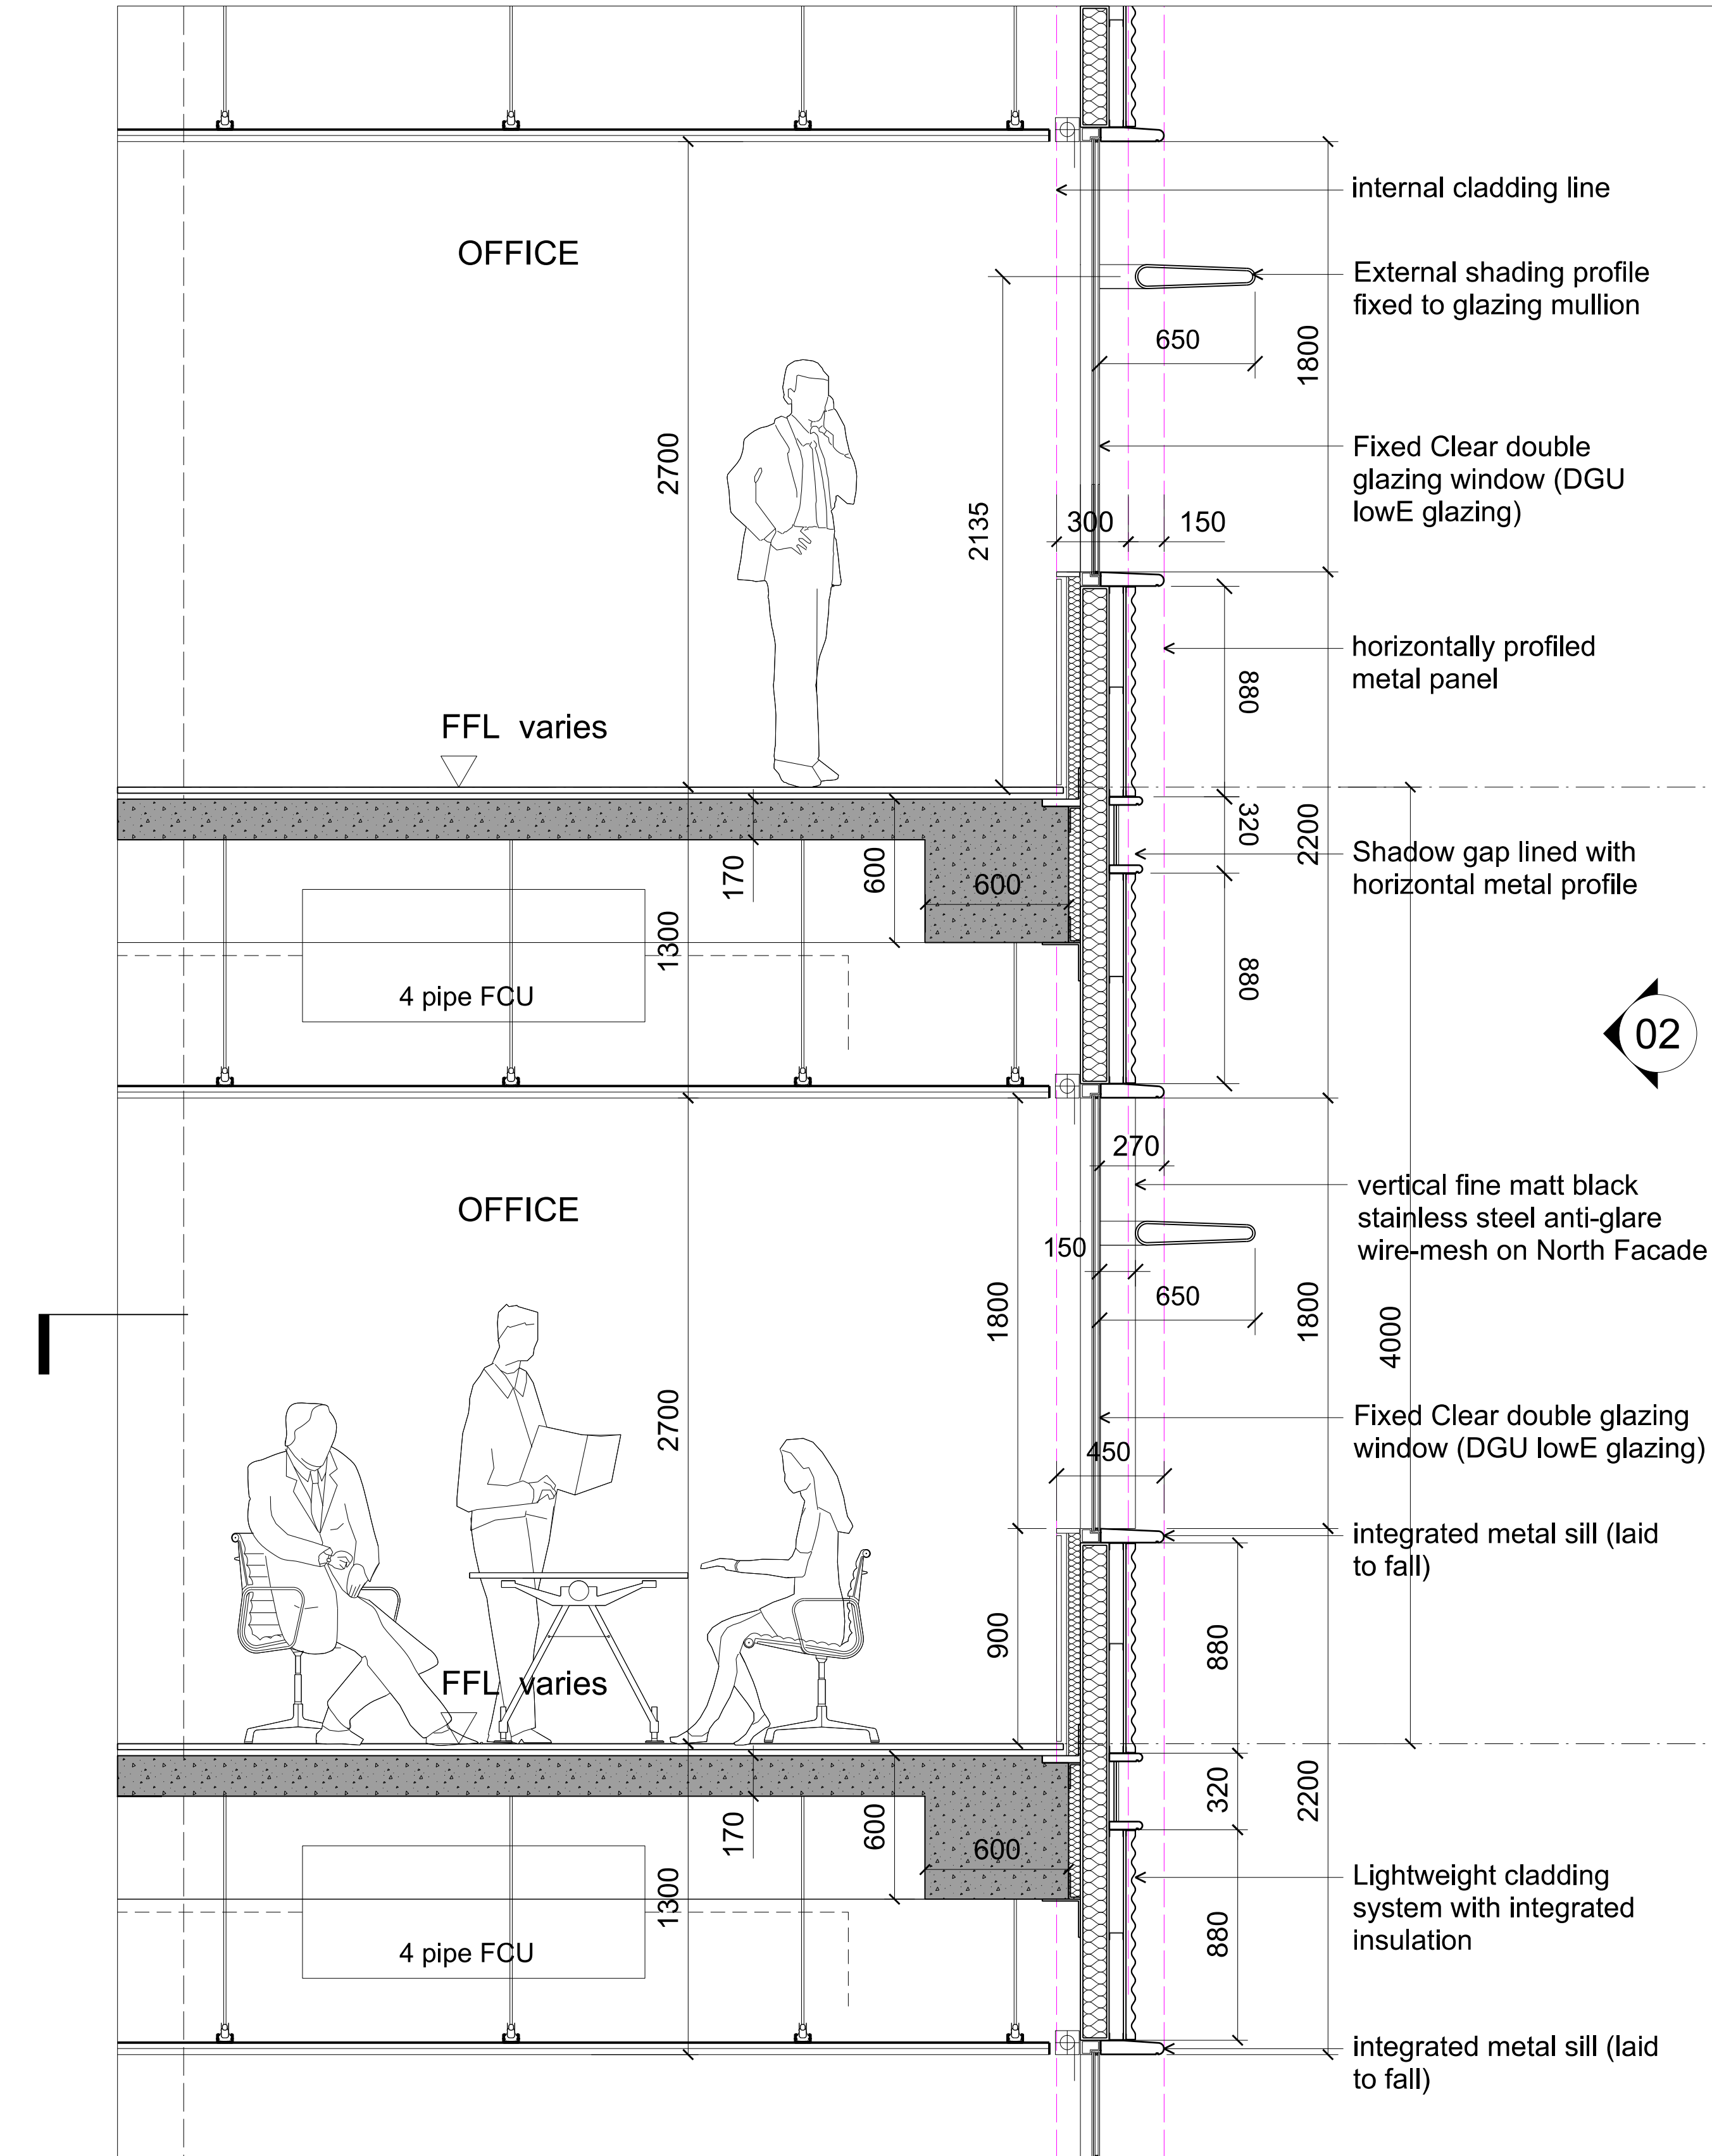 internal cladding line
OFFICE
External shading profile
fixed to glazing mullion
650
1800
2700
Fixed Clear double
glazing window (DGU
lowE glazing)
2135
300
150
horizontally profiled
metal panel
880
FFL varies
320
2200
Shadow gap lined with
horizontal metal profile
170
600
600
1300
880
4 pipe FCU
02
270
vertical fine matt black
stainless steel anti-glare
wire-mesh on North Facade
OFFICE
150
650
1800
1800
4000
2700
Fixed Clear double glazing
window (DGU lowE glazing)
450
integrated metal sill (laid
to fall)
900
880
FFL varies
320
2200
170
600
600
1300
Lightweight cladding
system with integrated
insulation
880
4 pipe FCU
integrated metal sill (laid
to fall)